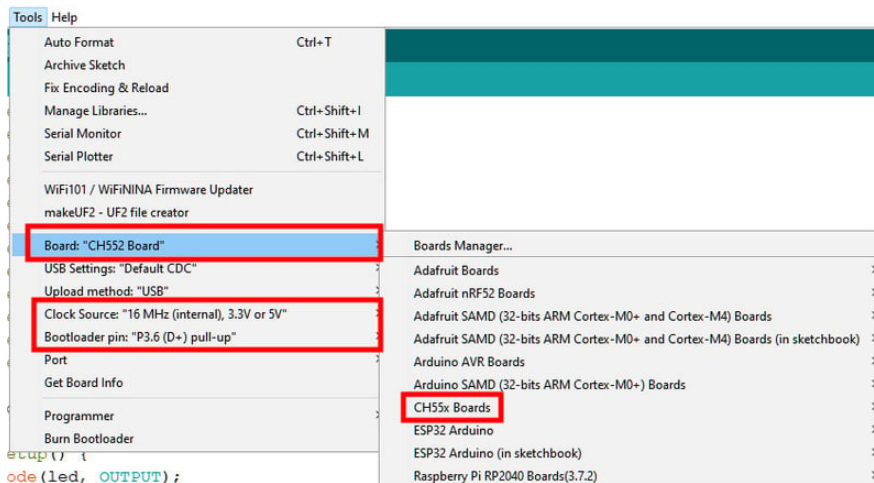 Tools Help
Auto Format Ctrl+T
Archive Sketch
Fix Encoding & Reload
Manage Libraries... Ctrl+Shift+I
Serial Monitor Ctrl+Shift+M
Serial Plotter Ctrl+Shift+L
WiFi101 / WiFiNINA Firmware Updater
makeUF2 - UF2 file creator
Board: "CH552 Board"
USB Settings: "Default CDC"
Upload method: "USB"
Clock Source: "16 MHz (internal), 3.3V or 5V"
Bootloader pin: "P3.6 (D+) pull-up"
Port
Get Board Info
Programmer
Burn Bootloader
Boards Manager...
Adafruit Boards
Adafruit nRF52 Boards
Adafruit SAMD (32-bits ARM Cortex-M0+ and Cortex-M4) Boards
Adafruit SAMD (32-bits ARM Cortex-M0+ and Cortex-M4) Boards (in sketchbook)
Arduino AVR Boards
Arduino SAMD (32-bits ARM Cortex-M0+) Boards
CH55x Boards
ESP32 Arduino
ESP32 Arduino (in sketchbook)
Raspberry Pi RP2040 Boards(3.7.2)
etup() {
ode(led, OUTPUT);